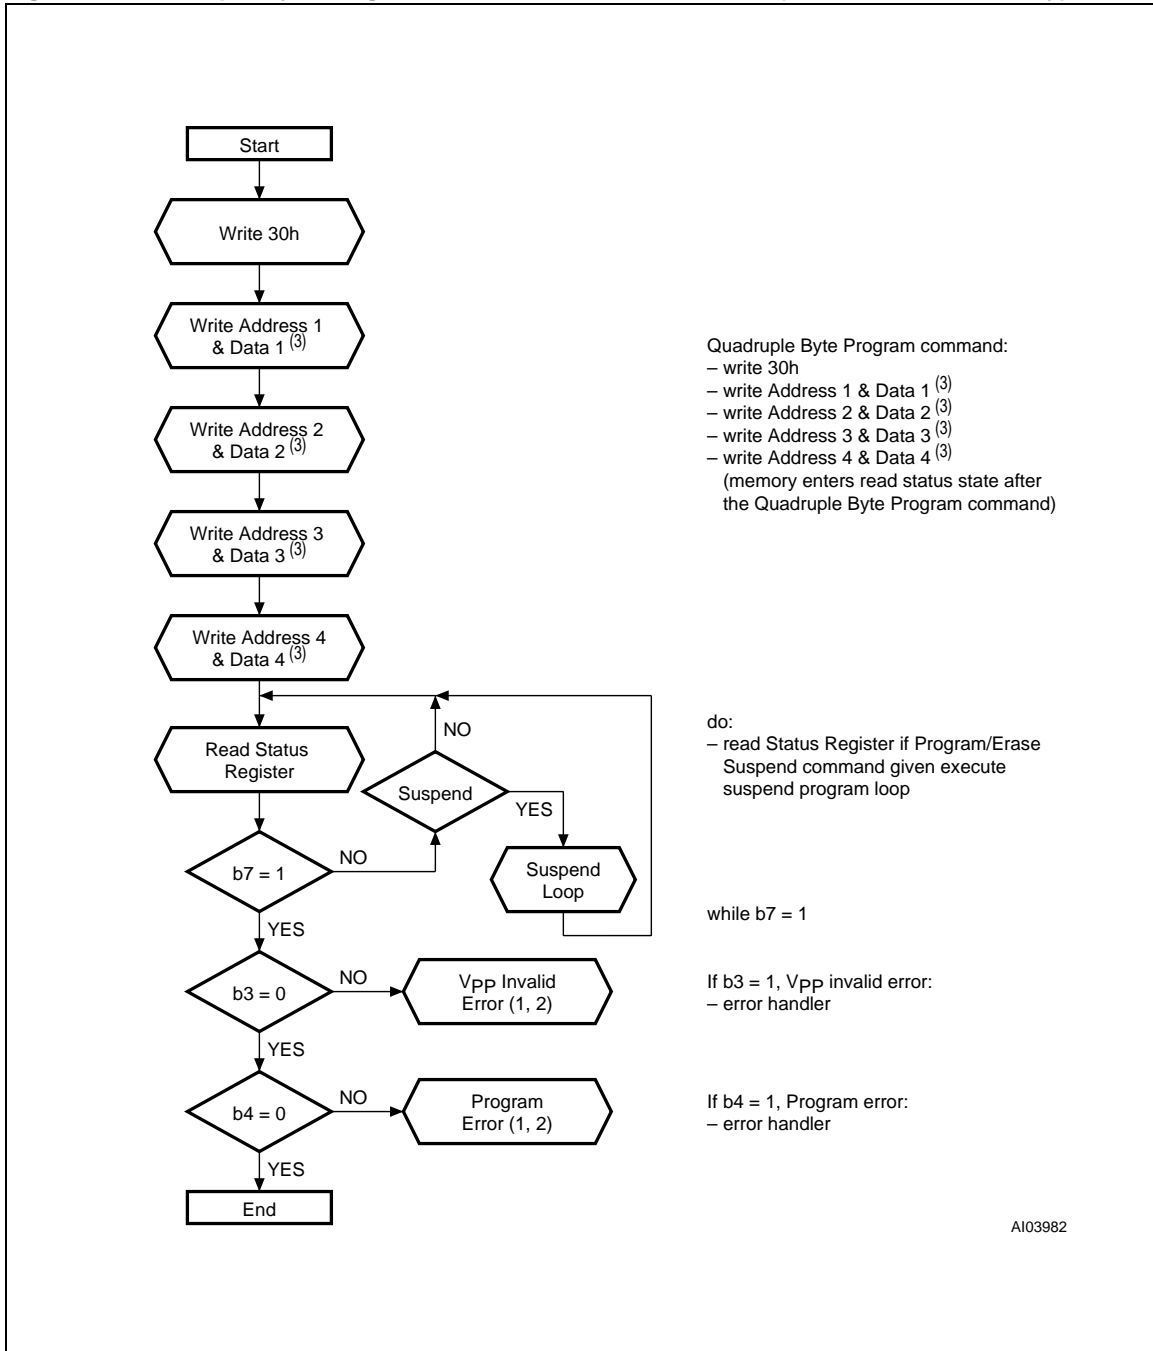 Start
Write 30h
Write Address 1
& Data 1 (3)
Write Address 2
& Data 2 (3)
Write Address 3
& Data 3 (3)
Write Address 4
& Data 4 (3)
Quadruple Byte Program command:
– write 30h
– write Address 1 & Data 1 (3)
– write Address 2 & Data 2 (3)
– write Address 3 & Data 3 (3)
– write Address 4 & Data 4 (3)
(memory enters read status state after
the Quadruple Byte Program command)
Read Status
Register
NO
Suspend
YES
Suspend
Loop
b7 = 1
NO
YES
do:
– read Status Register if Program/Erase
Suspend command given execute
suspend program loop
while b7 = 1
b3 = 0
NO
VPP Invalid
Error (1, 2)
YES
If b3 = 1, VPP invalid error:
– error handler
b4 = 0
NO
Program
Error (1, 2)
YES
If b4 = 1, Program error:
– error handler
End
AI03982